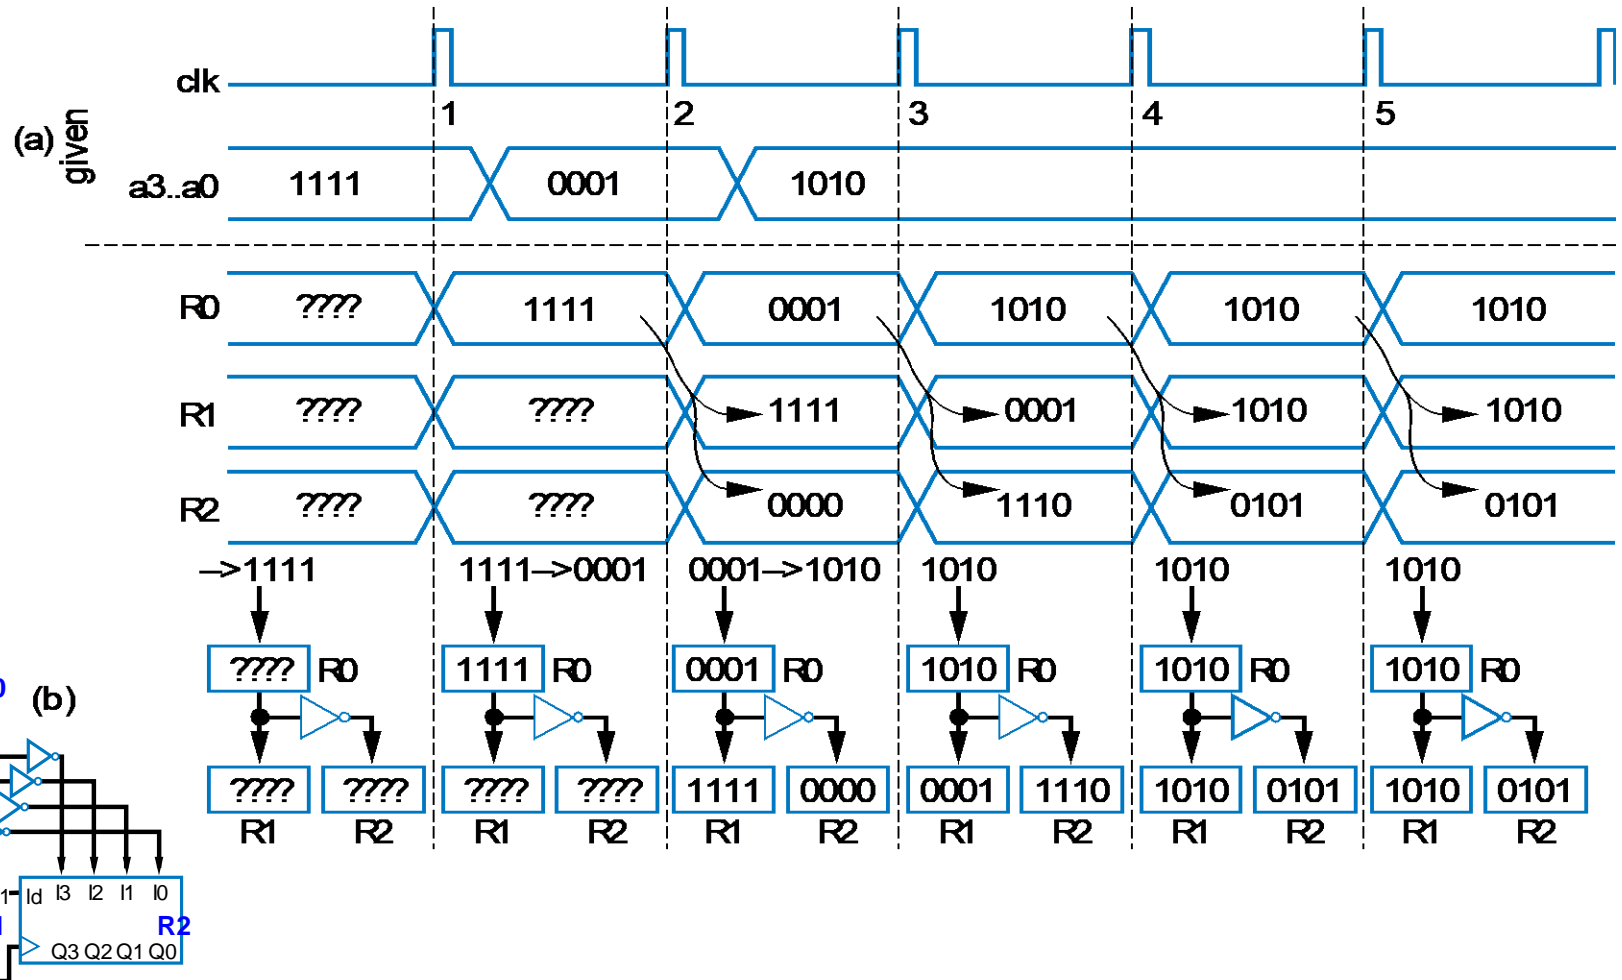 clk
1 2 3 4 5
(a) given
a3..a0 1111 0001 1010
R0 ???? 1111 0001 1010 1010 1010
R1 ???? ???? 1111 0001 1010 1010
R2 ???? ???? 0000 1110 0101 0101
—>1111 1111—>0001 0001—>1010 1010 1010 1010
???? R0 1111 R0 0001 R0 1010 R0 1010 R0 1010 R0
(b)
???? ???? ???? ???? 1111 0000 0001 1110 1010 0101 1010 0101
R1 R2 R1 R2 R1 R2 R1 R2 R1 R2 R1 R2
1 ld I3 I2 I1 I0
R2
Q3 Q2 Q1 Q0